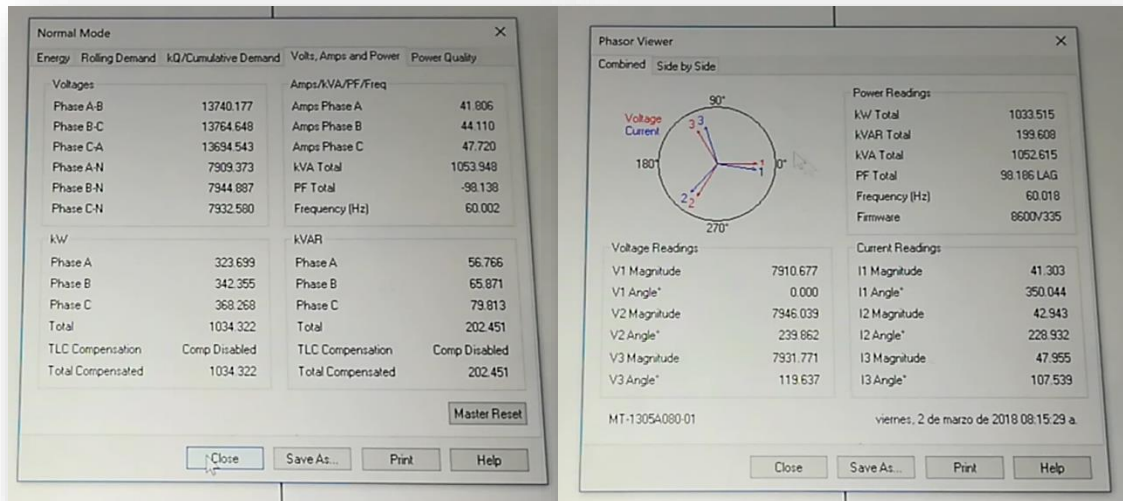 Normal Mode
Energy Rolling Demand kQ/Cumulative Demand Volts, Amps and Power Power Quality
Voltages
Phase A-B 13740.177
Phase B-C 13764.648
Phase C-A 13694.543
Phase A-N 7909.373
Phase B-N 7944.887
Phase C-N 7932.580
Amps/kVA/PF/Freq
Amps Phase A 41.806
Amps Phase B 44.110
Amps Phase C 47.720
kVA Total 1053.948
PF Total -98.138
Frequency (Hz) 60.002
kW
Phase A 323.699
Phase B 342.355
Phase C 368.268
Total 1034.322
TLC Compensation Comp Disabled
Total Compensated 1034.322
kVAR
Phase A 56.766
Phase B 65.871
Phase C 79.813
Total 202.451
TLC Compensation Comp Disabled
Total Compensated 202.451
Master Reset
Close Save As... Print Help
Phasor Viewer
Combined Side by Side
Voltage
Current
90°
180°
0°
270°
3 3
1
1
2
2
Power Readings
kW Total 1033.515
kVAR Total 199.608
kVA Total 1052.615
PF Total 98.186 LAG
Frequency (Hz) 60.018
Firmware 8600V335
Voltage Readings
V1 Magnitude 7910.677
V1 Angle° 0.000
V2 Magnitude 7946.039
V2 Angle° 239.862
V3 Magnitude 7931.771
V3 Angle° 119.637
Current Readings
I1 Magnitude 41.303
I1 Angle° 350.044
I2 Magnitude 42.943
I2 Angle° 228.932
I3 Magnitude 47.955
I3 Angle° 107.539
MT-1305A080-01 viernes, 2 de marzo de 2018 08:15:29 a.
Close Save As... Print Help